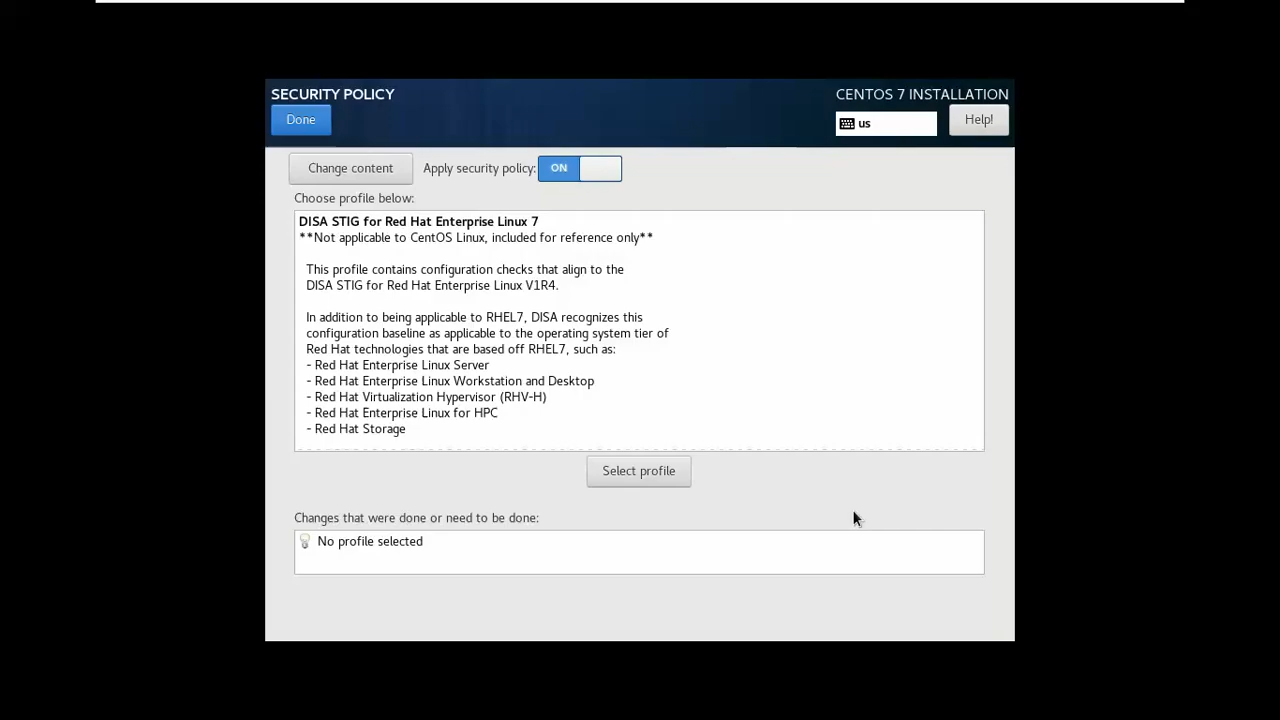 SECURITY POLICY
CENTOS 7 INSTALLATION
Done
us
Help!
Change content
Apply security policy:
ON
Choose profile below:
DISA STIG for Red Hat Enterprise Linux 7
**Not applicable to CentOS Linux, included for reference only**
This profile contains configuration checks that align to the
DISA STIG for Red Hat Enterprise Linux V1R4.
In addition to being applicable to RHEL7, DISA recognizes this
configuration baseline as applicable to the operating system tier of
Red Hat technologies that are based off RHEL7, such as:
- Red Hat Enterprise Linux Server
- Red Hat Enterprise Linux Workstation and Desktop
- Red Hat Virtualization Hypervisor (RHV-H)
- Red Hat Enterprise Linux for HPC
- Red Hat Storage
Select profile
Changes that were done or need to be done:
No profile selected